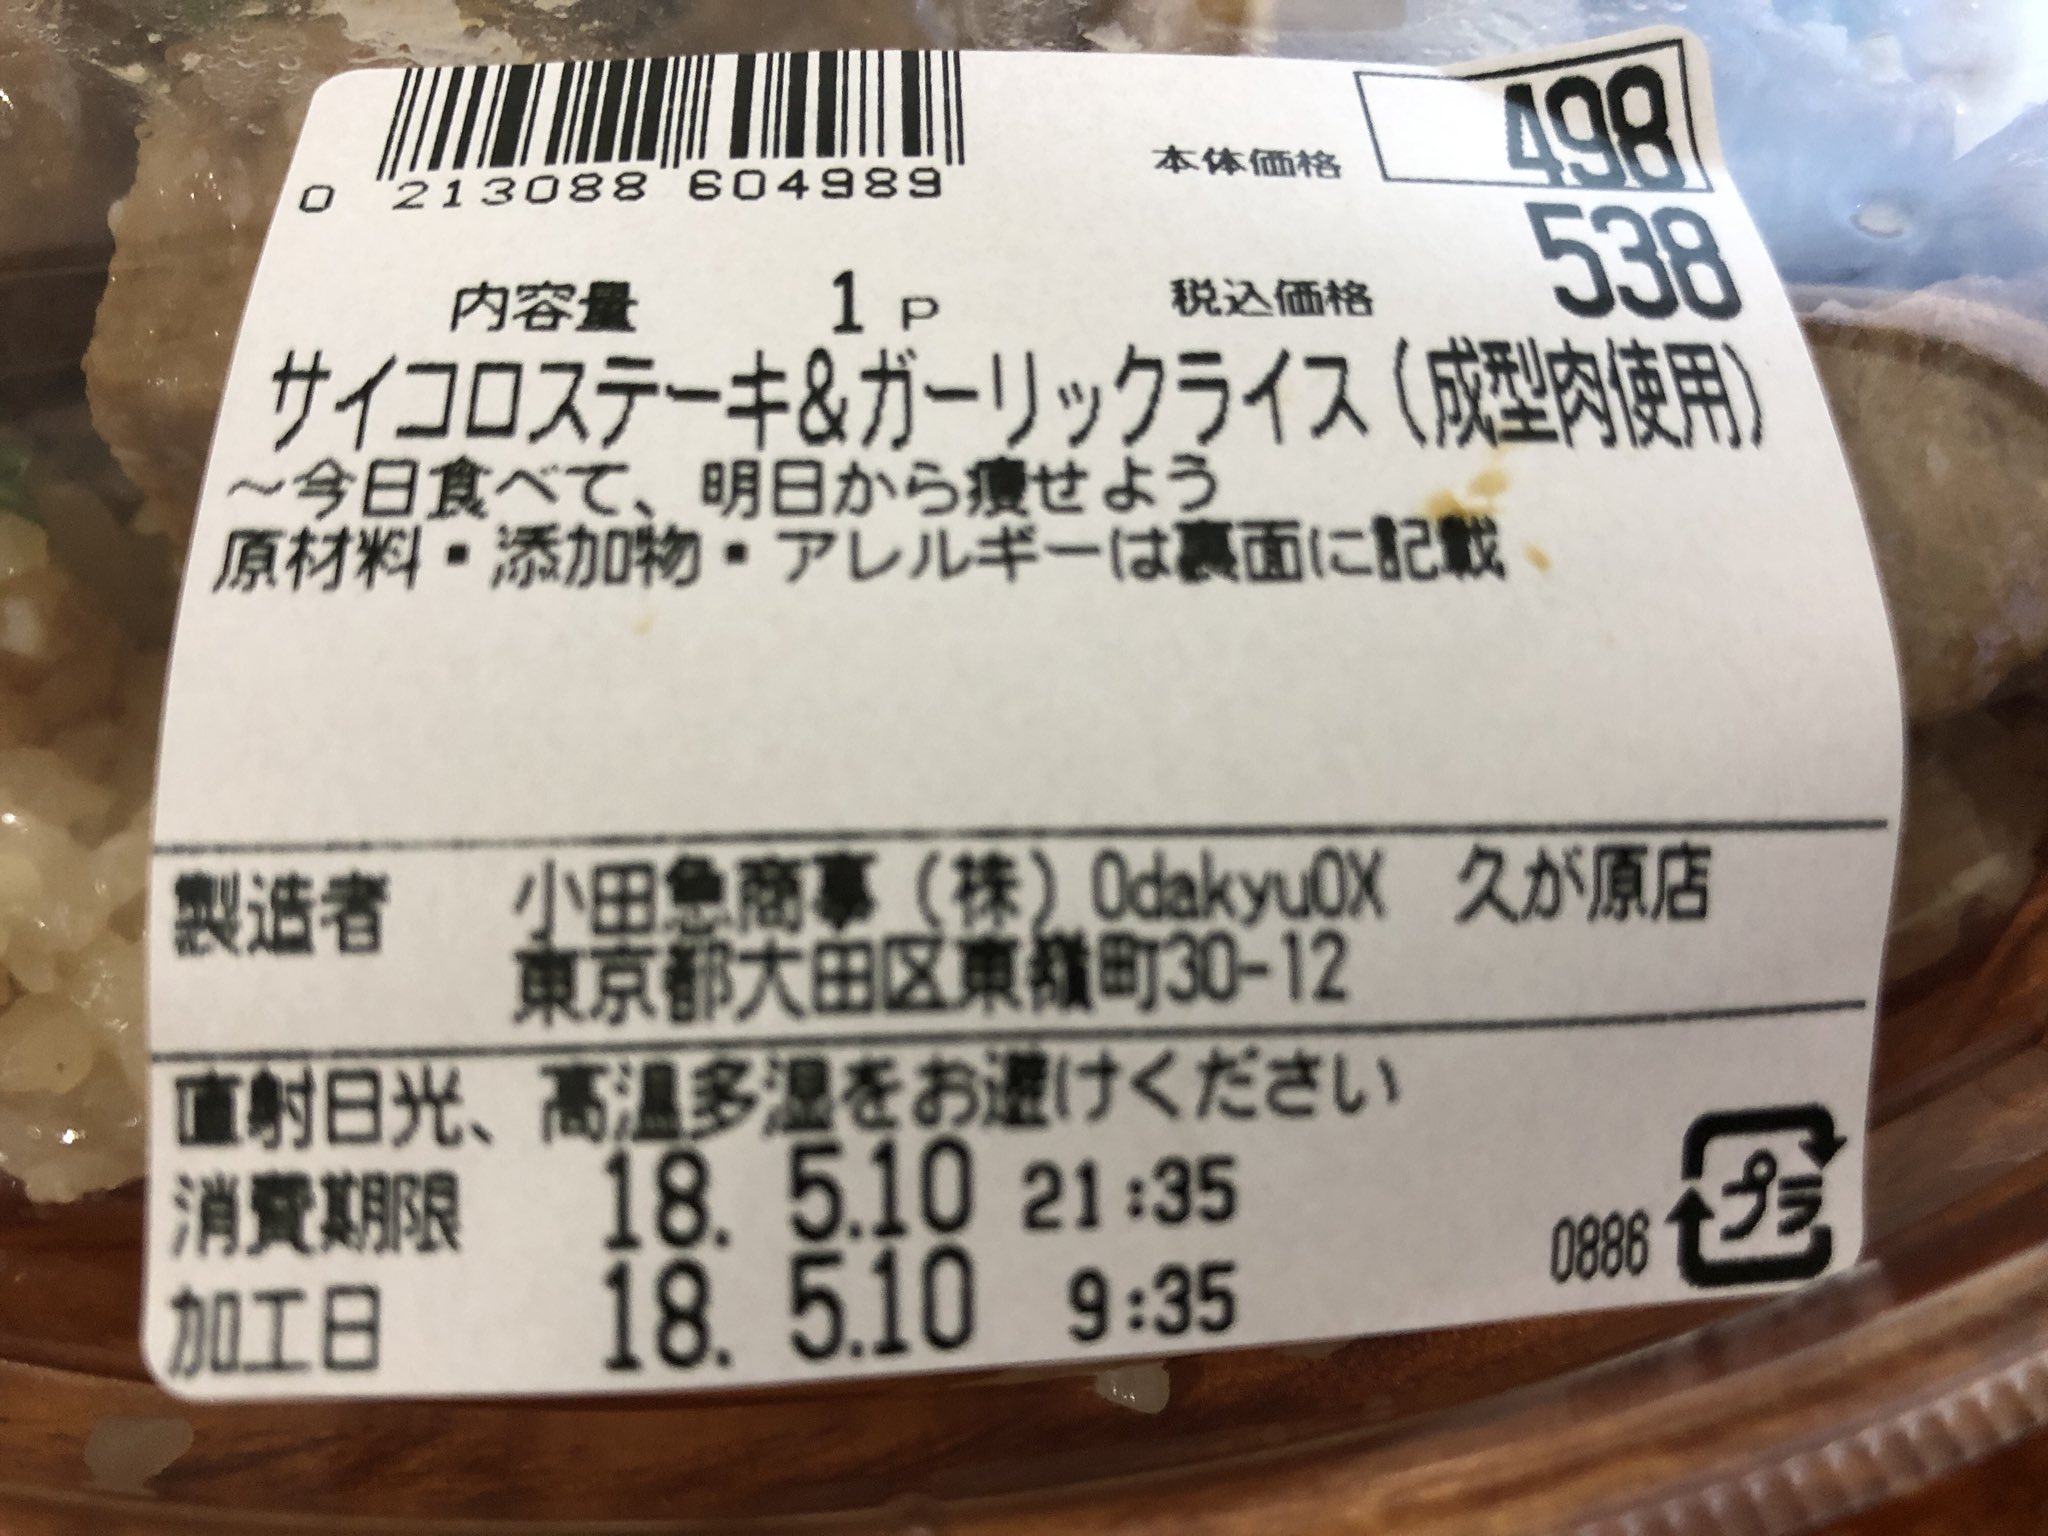 本体価格 498
0 213088 604989
内容量 1P 税込価格 538
サイコロステーキ&ガーリックライス(成型肉使用)
~今日食べて、明日から痩せよう
原材料・添加物・アレルギーは裏面に記載
製造者 小田急商事(株)OdakyuOX 久が原店
東京都大田区東嶺町30-12
直射日光、高温多湿をお避けください
消費期限 18. 5.10 21:35
加工日 18. 5.10 9:35
0886 プラ